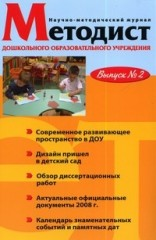 Научно-методический журнал
Методист
ДОШКОЛЬНОГО ОБРАЗОВАТЕЛЬНОГО УЧРЕЖДЕНИЯ
Выпуск № 2
Современное развивающее
пространство в ДОУ
Дизайн пришел
в детский сад
Обзор диссертационных
работ
Актуальные официальные
документы 2008 г.
Календарь знаменательных
событий и памятных дат